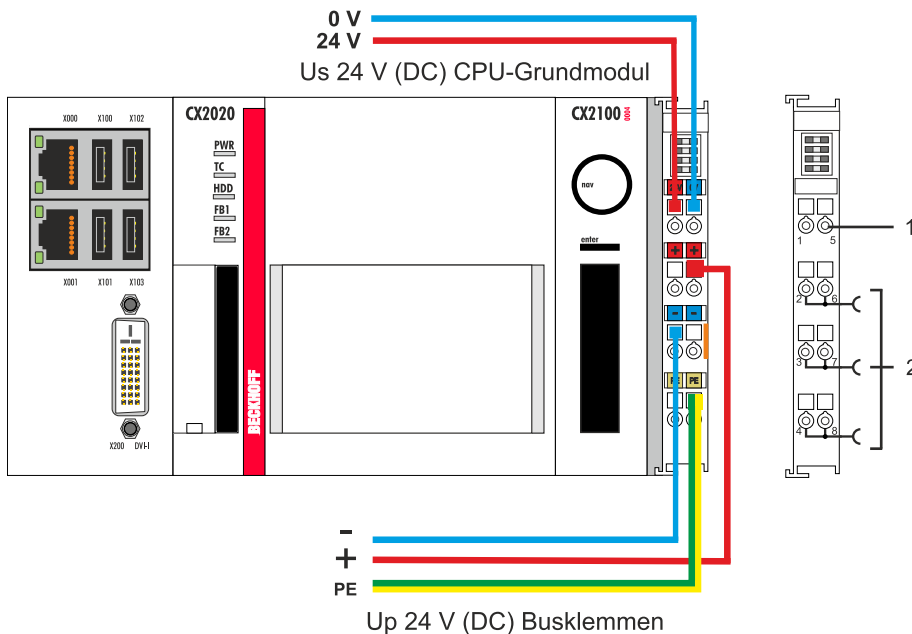 0 V
24 V
Us 24 V (DC) CPU-Grundmodul
X000 X100 X102
CX2020
CX2100 0004
PWR
TC
HDD
FB1
FB2
nav
enter
X001 X101 X103
X200 DVI-I
BECKHOFF
+ +
- -
PE PE
1 5
2 6
3 7
4 8
1
2
-
+
PE
Up 24 V (DC) Busklemmen